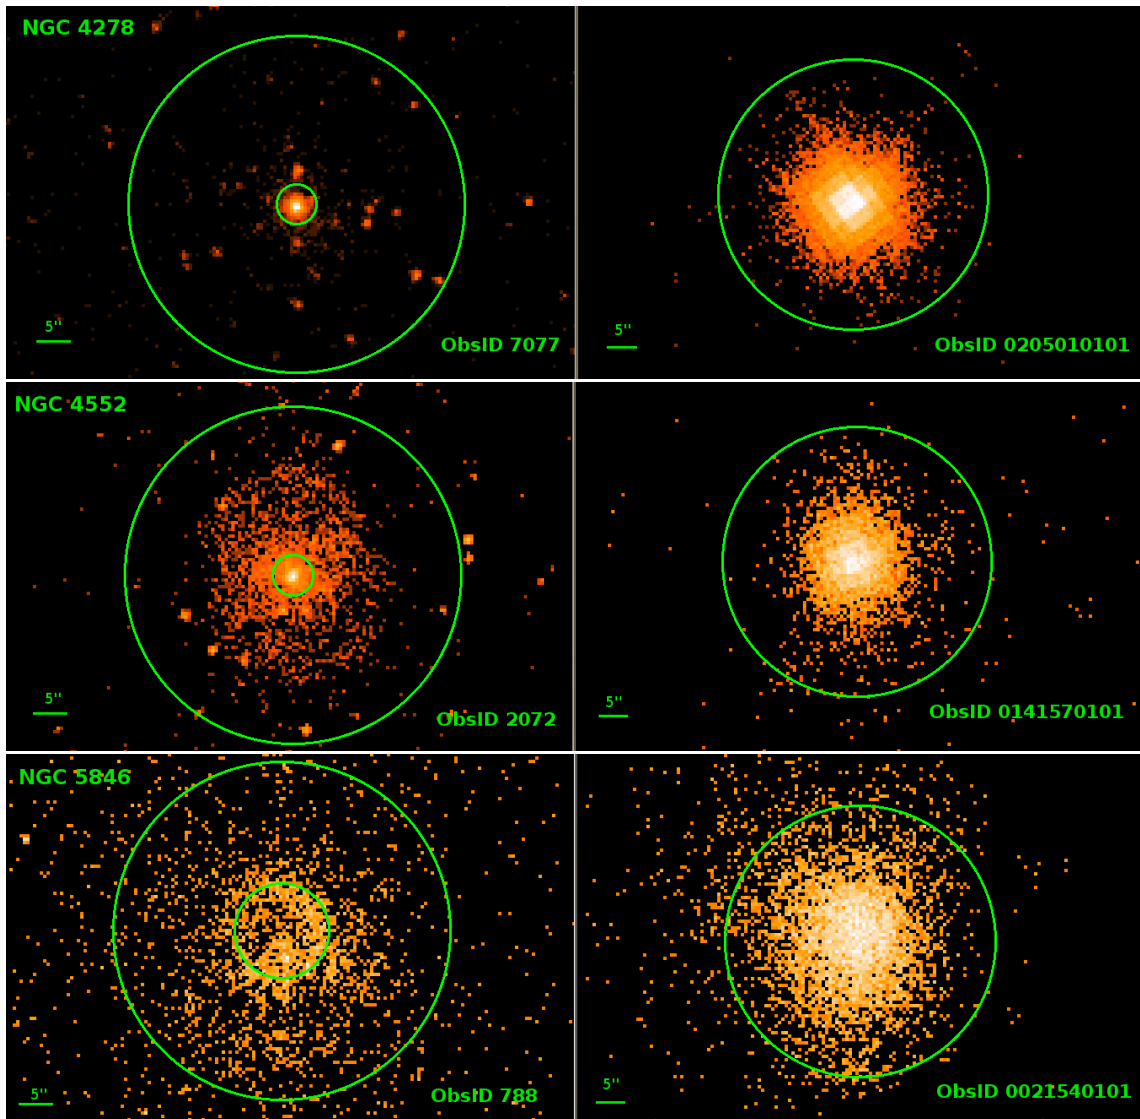 NGC 4278
5''
ObsID 7077
5''
ObsID 0205010101
NGC 4552
5''
ObsID 2072
5''
ObsID 0141570101
NGC 5846
5''
ObsID 788
5''
ObsID 0021540101